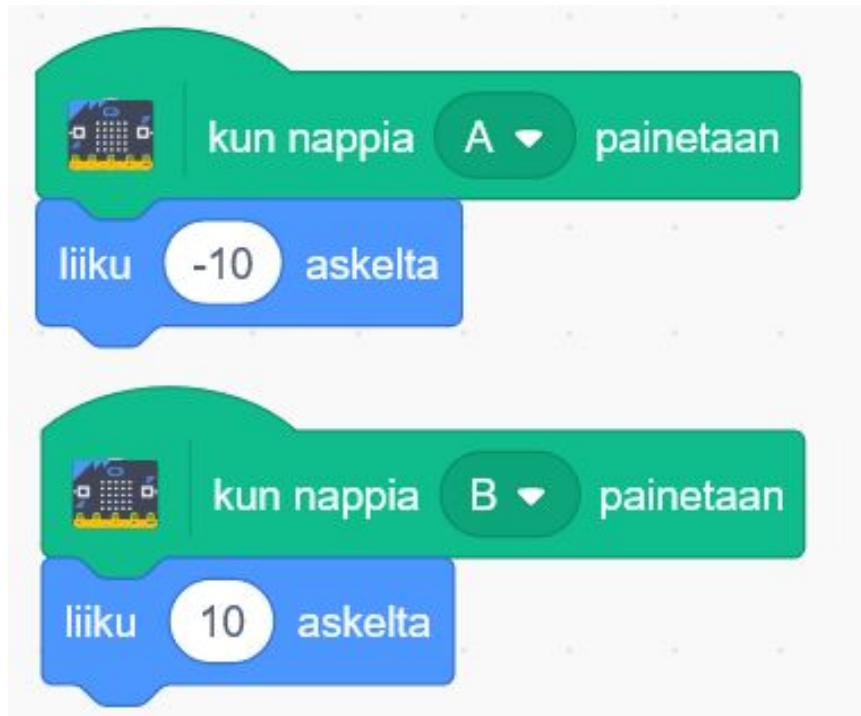 kun nappia A painetaan
liiku -10 askelta
kun nappia B painetaan
liiku 10 askelta